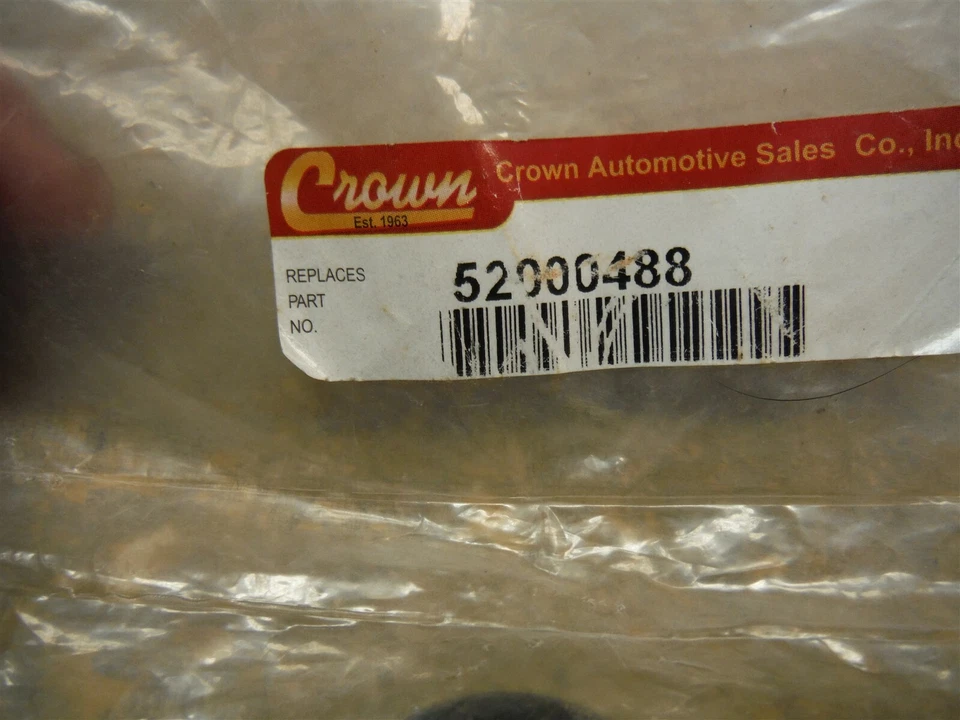 Crown
Est. 1963
Crown Automotive Sales Co., Inc
REPLACES
PART
NO.
52000488